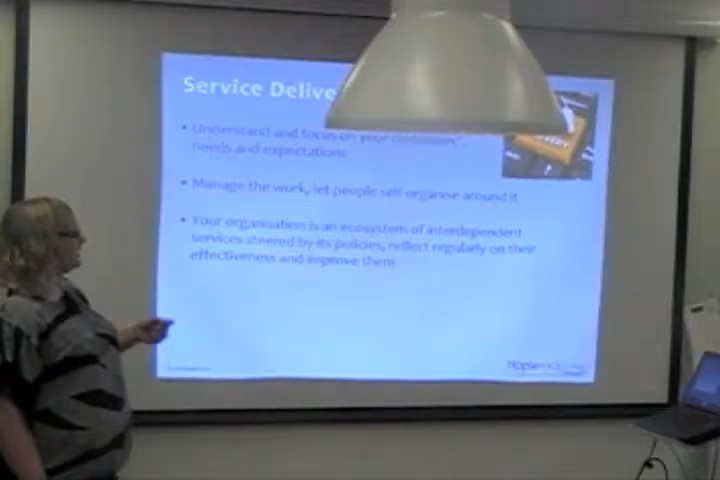 Service Delive
• Understand and focus on your customers'
needs and expectations
• Manage the work, let people self organise around it
• Your organisation is an ecosystem of interdependent
services steered by its policies, reflect regularly on their
effectiveness and improve them